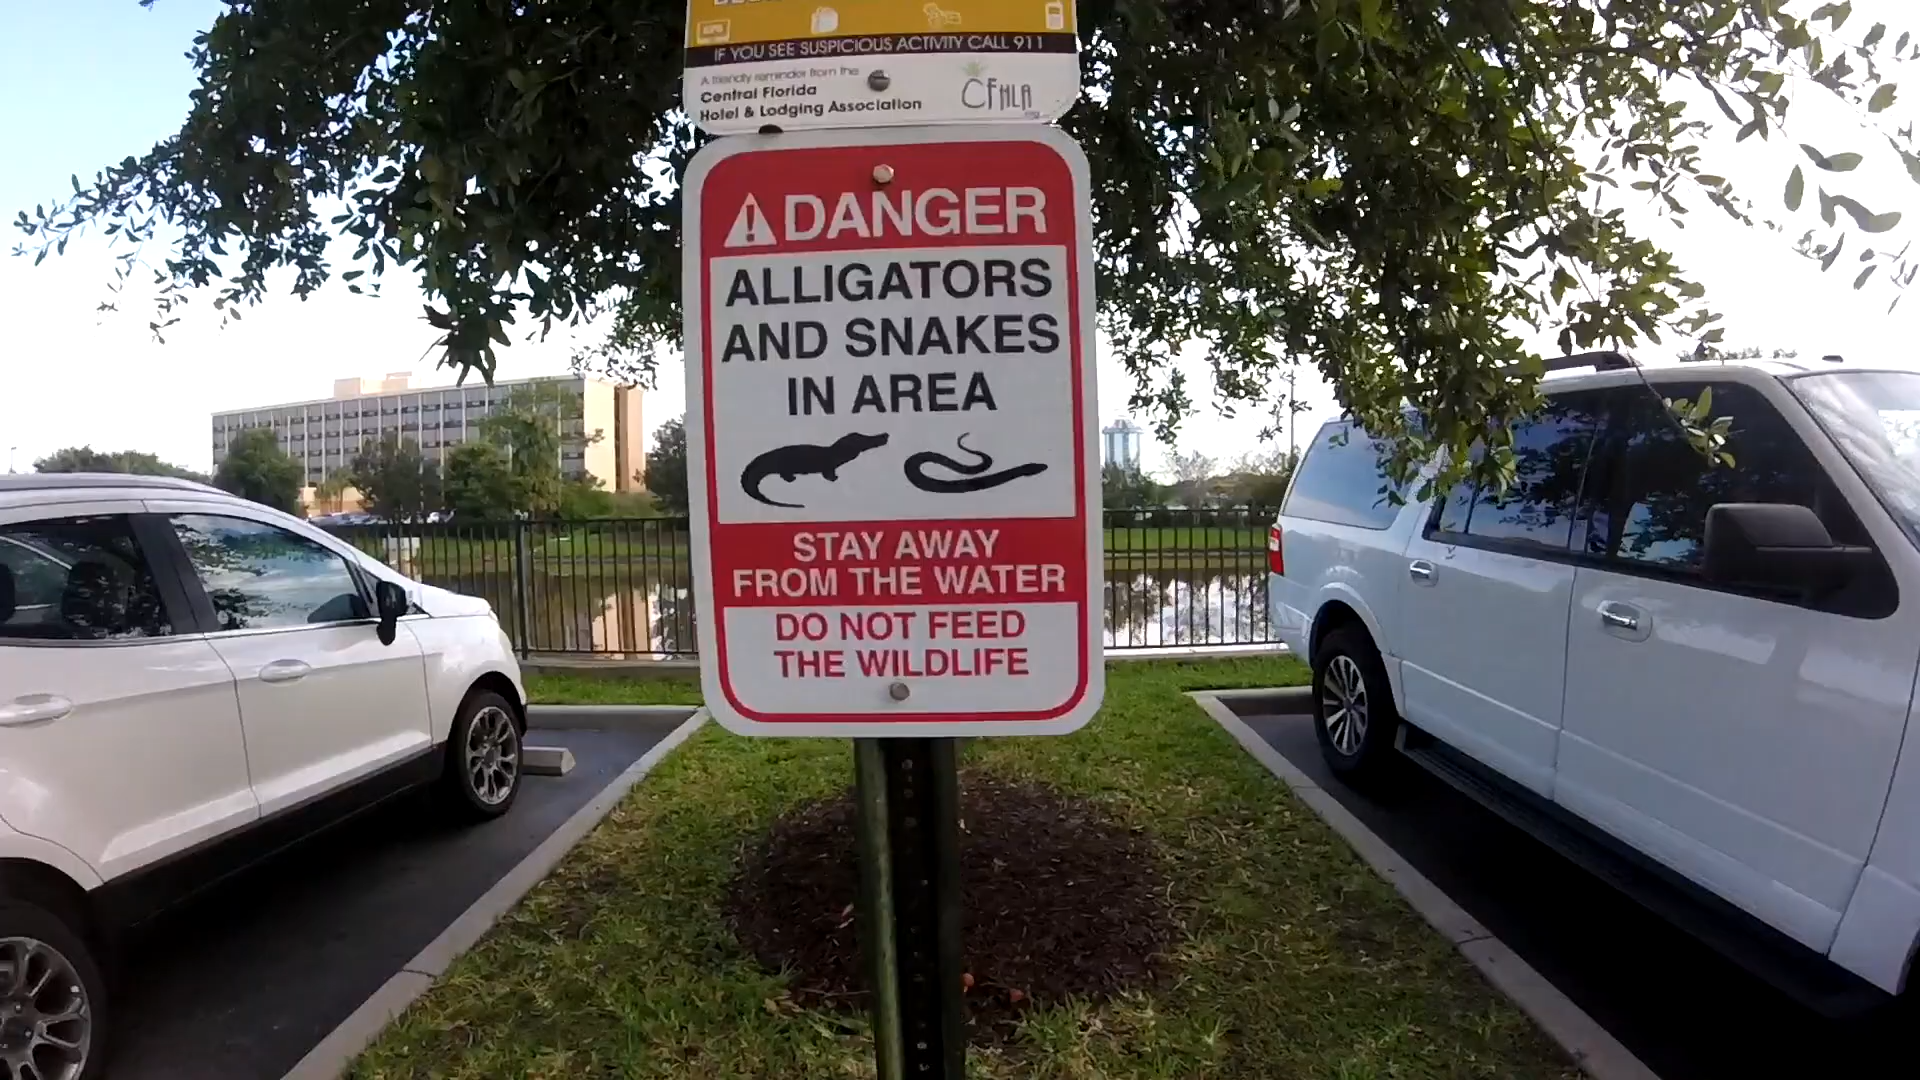 IF YOU SEE SUSPICIOUS ACTIVITY CALL 911
A friendly reminder from the
Central Florida
Hotel & Lodging Association
CFHLA
DANGER
ALLIGATORS
AND SNAKES
IN AREA
STAY AWAY
FROM THE WATER
DO NOT FEED
THE WILDLIFE